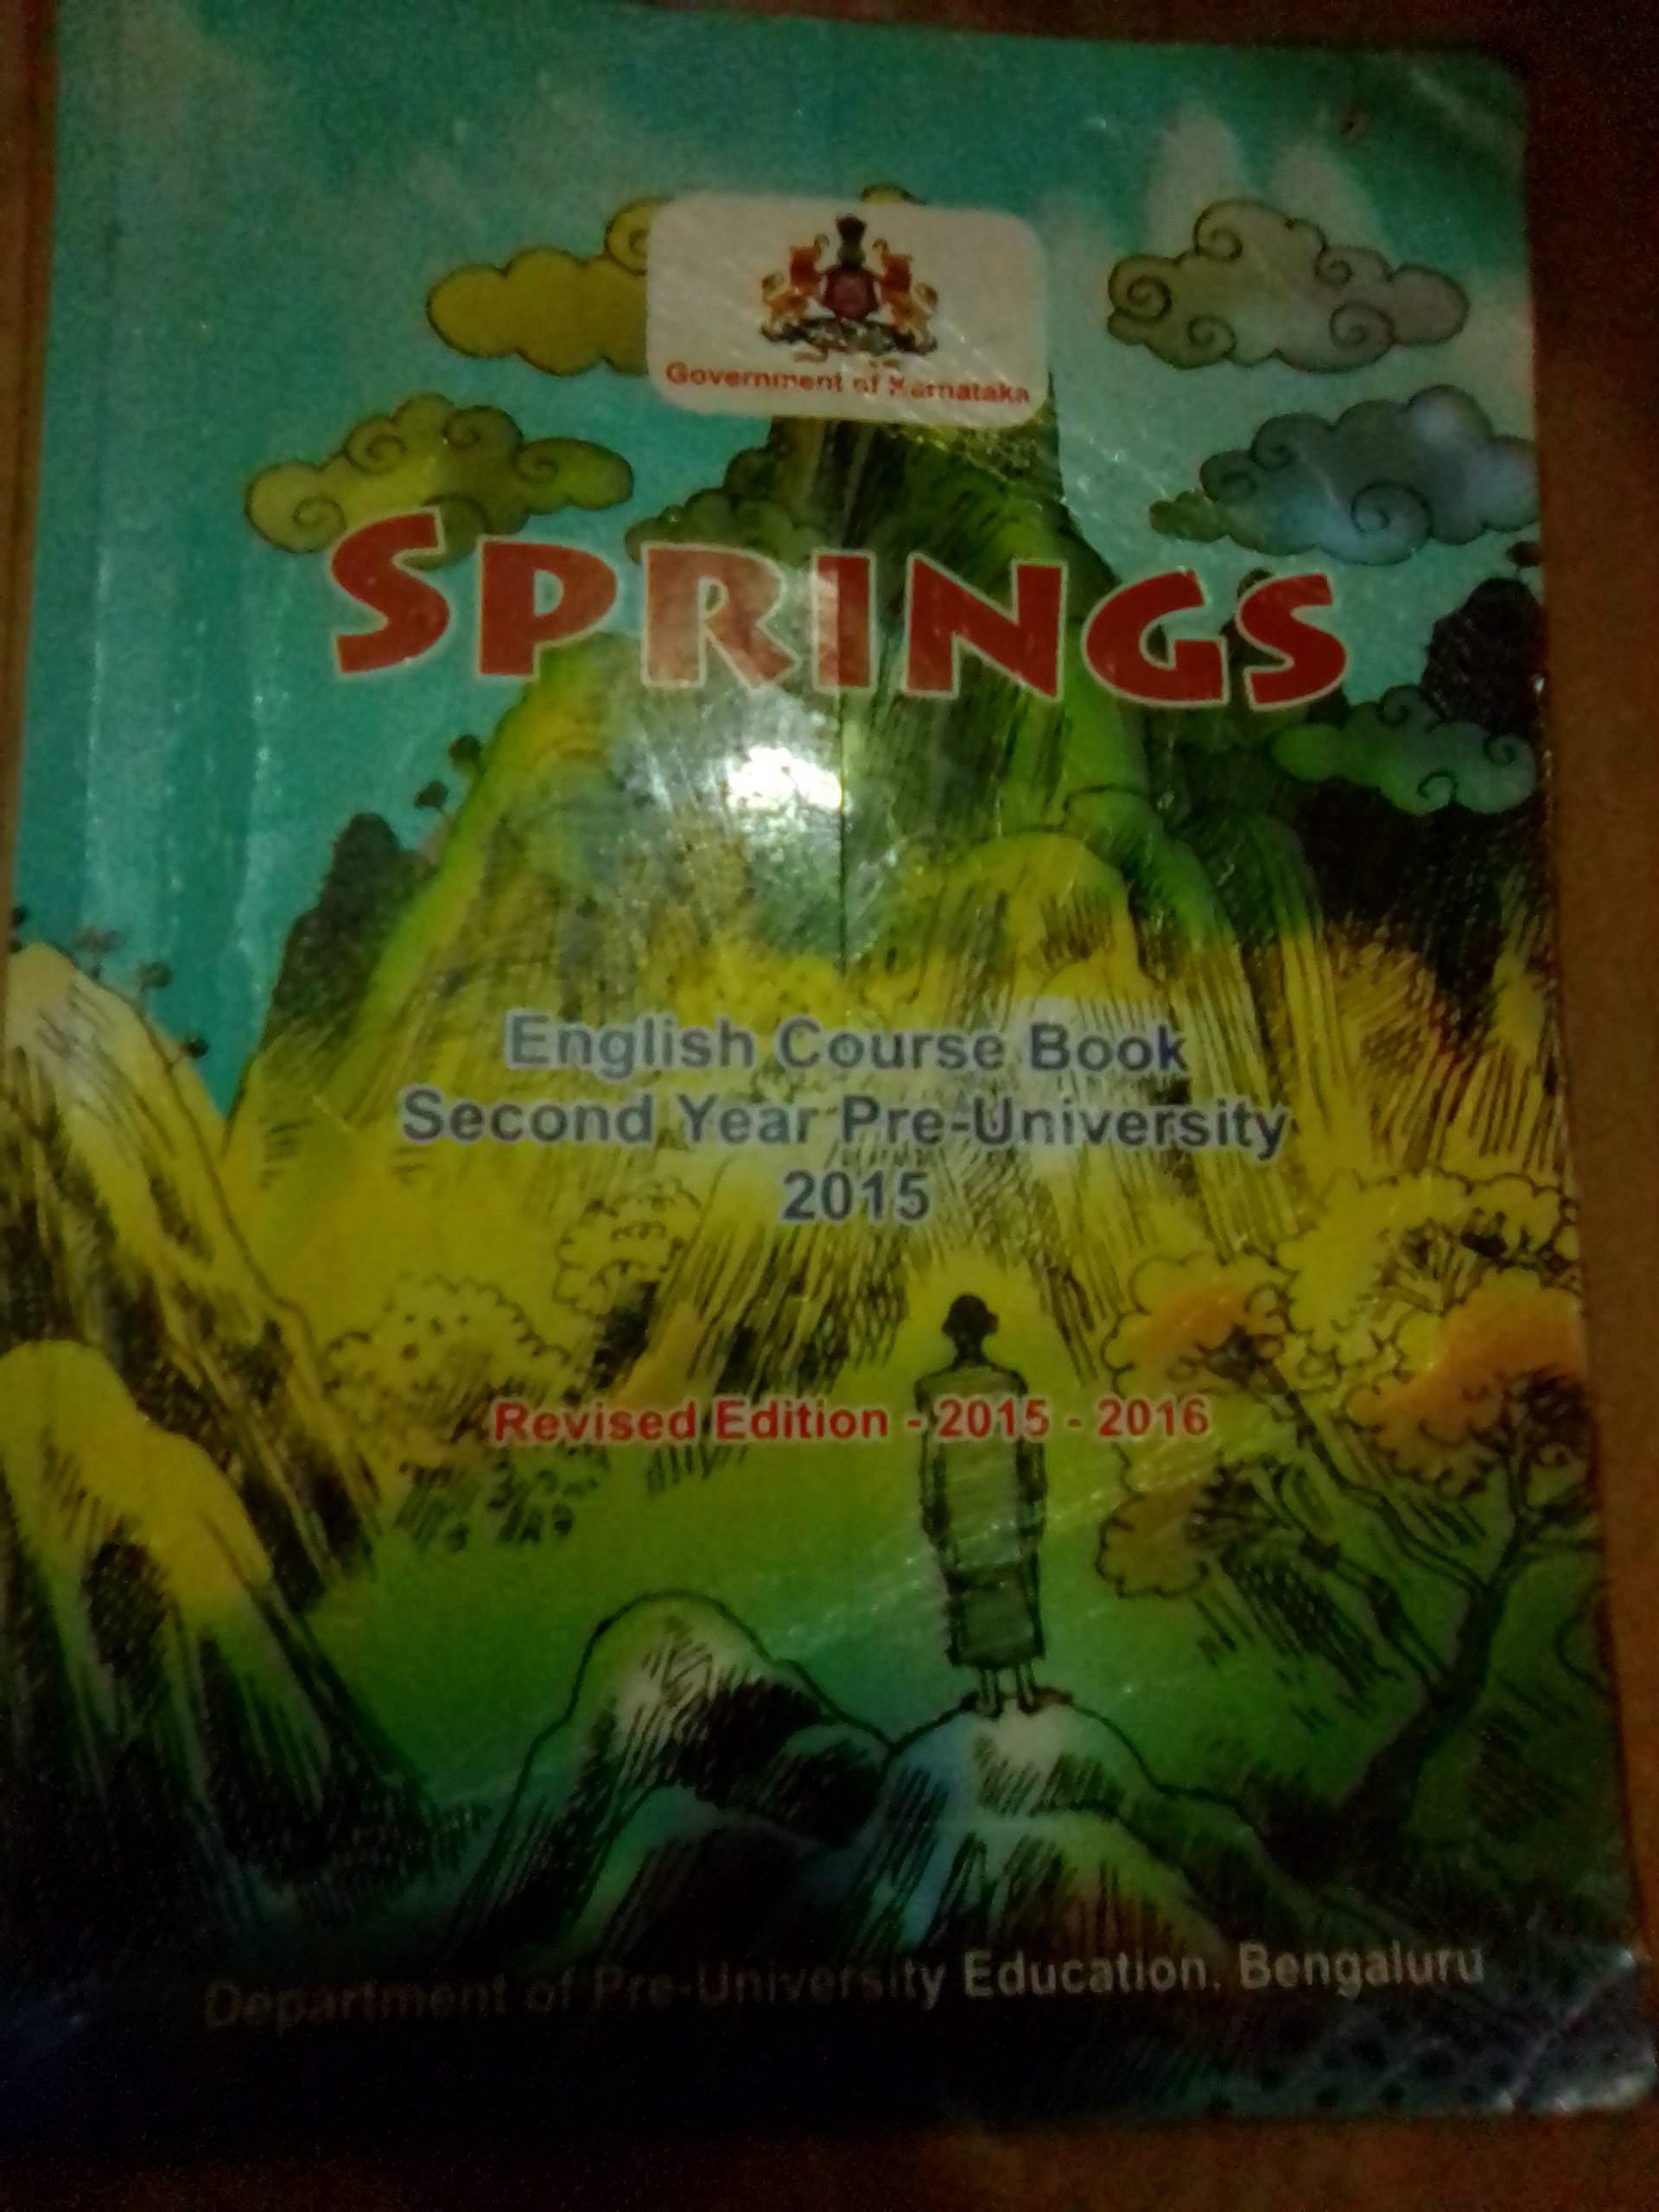 Government of Karnataka
SPRINGS
English Course Book
Second Year Pre-University
2015
Revised Edition - 2015 - 2016
Department of Pre-University Education, Bengaluru